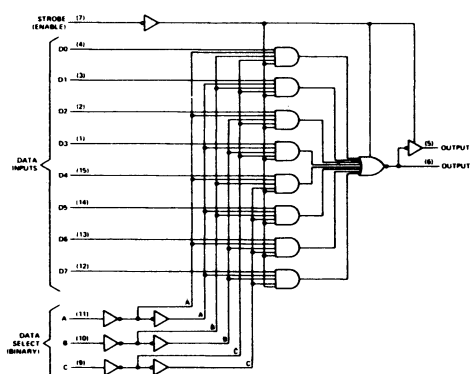 STROBE (7)
(ENABLE)
D0 (4)
D1 (3)
D2 (2)
D3 (1)
D4 (15)
D5 (14)
D6 (13)
D7 (12)
DATA
INPUTS
(5) OUTPUT
(6) OUTPUT
DATA
SELECT
(BINARY)
A (11)
B (10)
C (9)
A
A
B
B
C
C